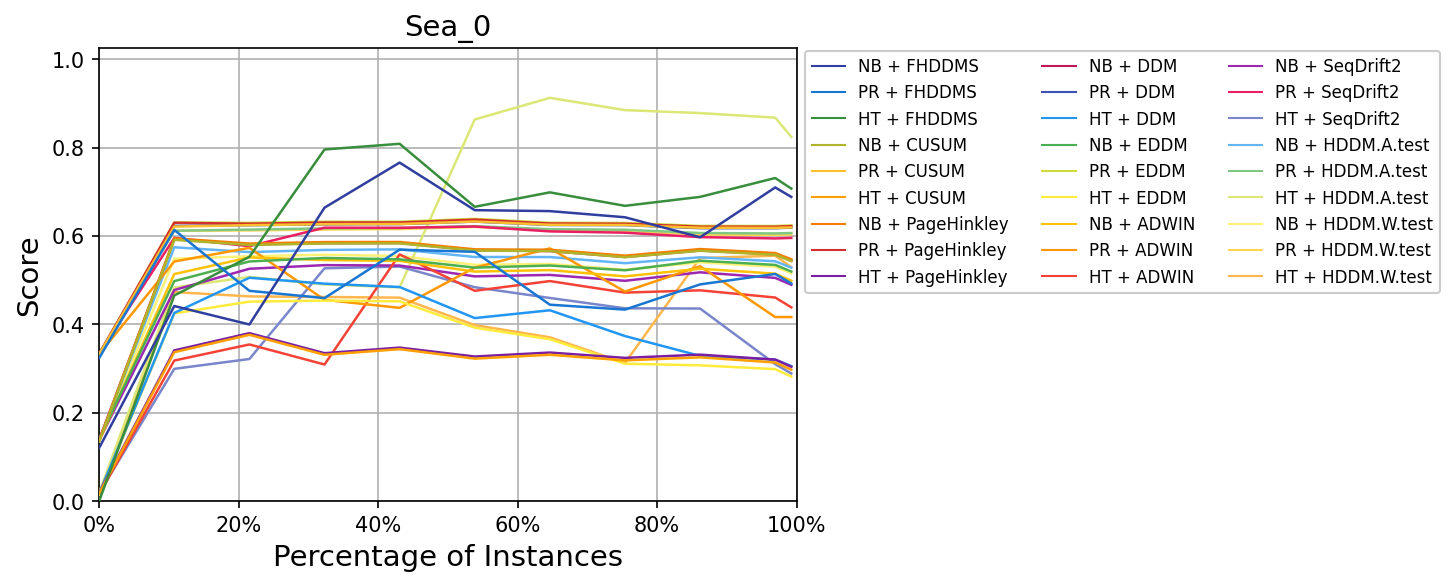 Sea_0
1.0
0.8
0.6
0.4
0.2
0.0
Score
0% 20% 40% 60% 80% 100%
Percentage of Instances
NB + FHDDMS
PR + FHDDMS
HT + FHDDMS
NB + CUSUM
PR + CUSUM
HT + CUSUM
NB + PageHinkley
PR + PageHinkley
HT + PageHinkley
NB + DDM
PR + DDM
HT + DDM
NB + EDDM
PR + EDDM
HT + EDDM
NB + ADWIN
PR + ADWIN
HT + ADWIN
NB + SeqDrift2
PR + SeqDrift2
HT + SeqDrift2
NB + HDDM.A.test
PR + HDDM.A.test
HT + HDDM.A.test
NB + HDDM.W.test
PR + HDDM.W.test
HT + HDDM.W.test